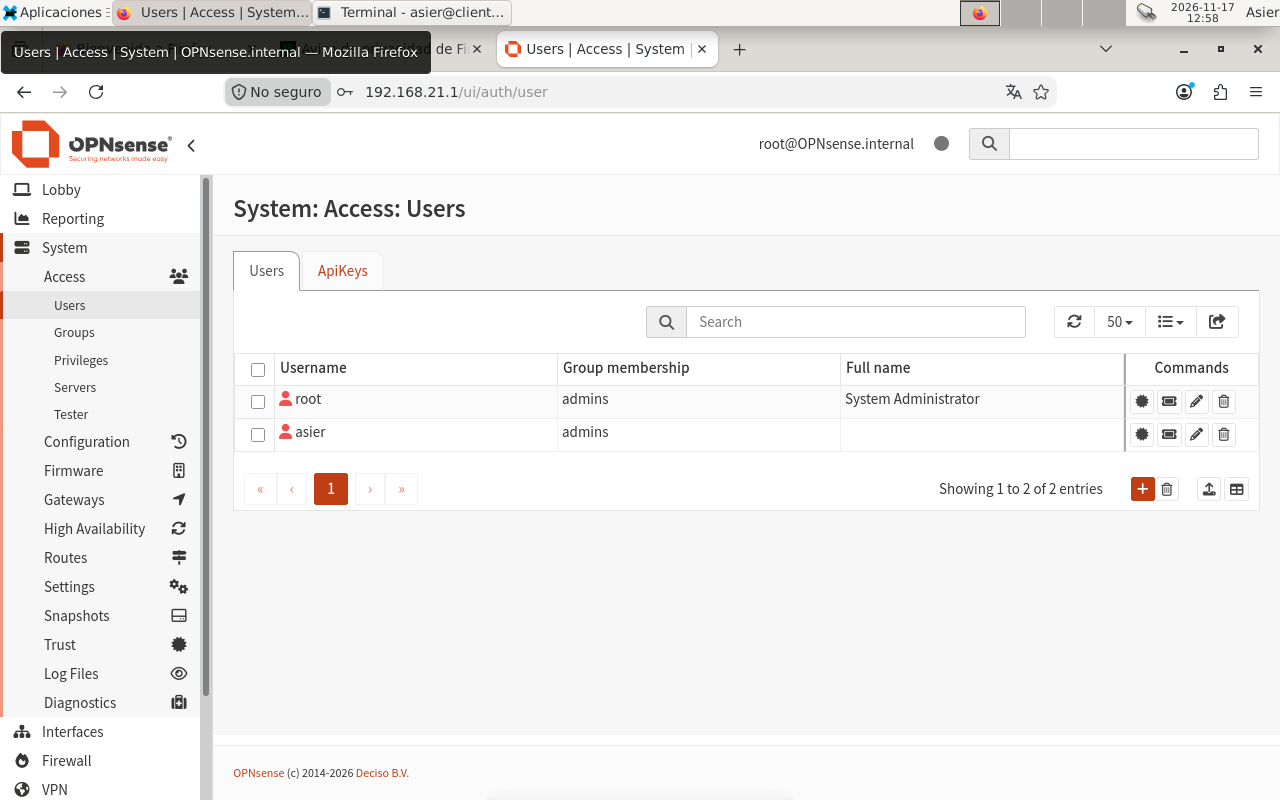 Aplicaciones
Users | Access | System...
Terminal - asier@client...
2026-11-17
12:58
Asier
Users | Access | System | OPNsense.internal — Mozilla Firefox
Users | Access | System |
No seguro
192.168.21.1/ui/auth/user
OPNsense®
Securing networks made easy
root@OPNsense.internal
Lobby
Reporting
System
Access
Users
Groups
Privileges
Servers
Tester
Configuration
Firmware
Gateways
High Availability
Routes
Settings
Snapshots
Trust
Log Files
Diagnostics
Interfaces
Firewall
VPN
System: Access: Users
Users
ApiKeys
Search
50
Username Group membership Full name Commands
root admins System Administrator
asier admins
« ‹ 1 › »
Showing 1 to 2 of 2 entries
OPNsense (c) 2014-2026 Deciso B.V.